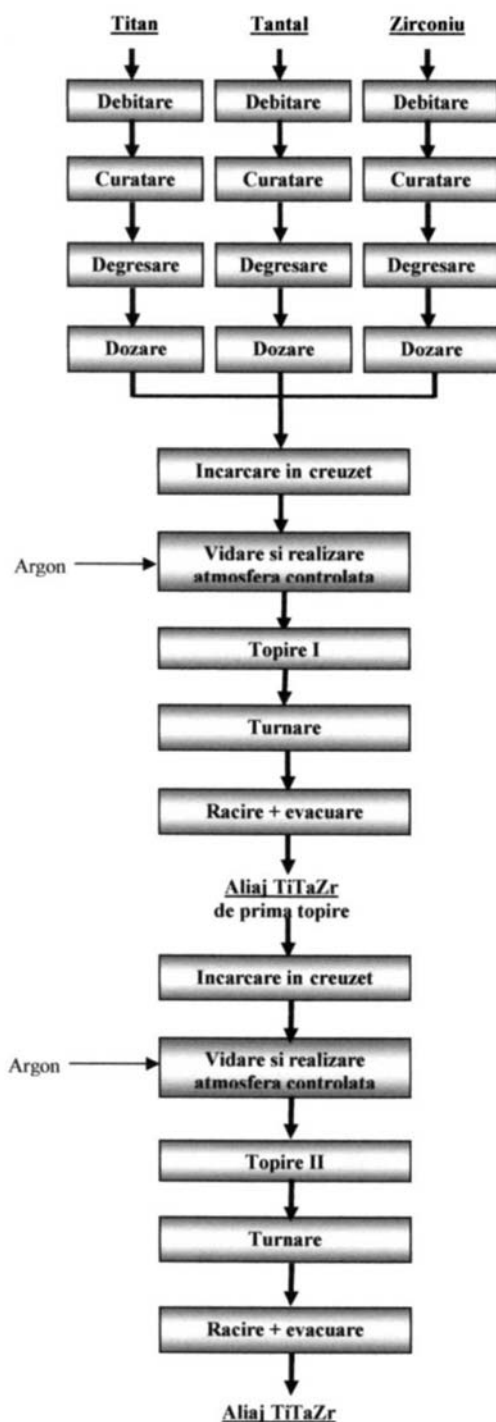 Titan Tantal Zirconiu
Debitare Debitare Debitare
Curatare Curatare Curatare
Degresare Degresare Degresare
Dozare Dozare Dozare
Incarcare in creuzet
Argon
Vidare si realizare
atmosfera controlata
Topire I
Turnare
Racire + evacuare
Aliaj TiTaZr
de prima topire
Incarcare in creuzet
Argon
Vidare si realizare
atmosfera controlata
Topire II
Turnare
Racire + evacuare
Aliaj TiTaZr